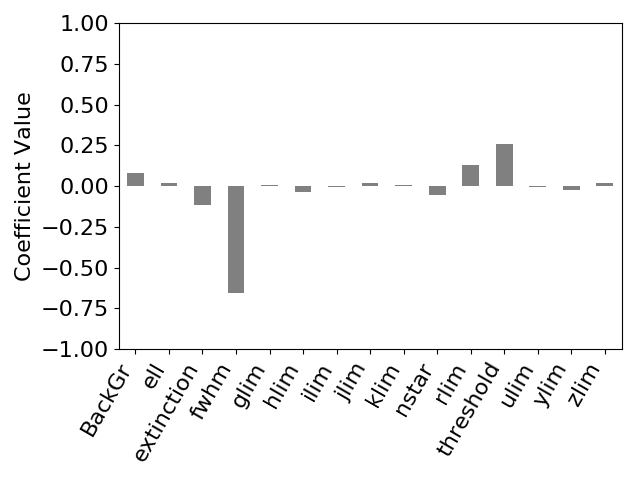 1.00
0.75
0.50
0.25
0.00
−0.25
−0.50
−0.75
−1.00
Coefficient Value
BackGr
ell
extinction
fwhm
glim
hlim
ilim
jlim
klim
nstar
rlim
threshold
ulim
ylim
zlim